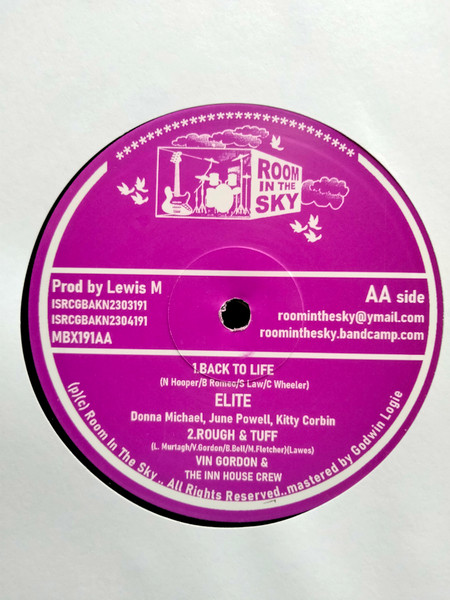 ROOM
IN THE
SKY
Prod by Lewis M
ISRCGBAKN2303191
ISRCGBAKN2304191
MBX191AA
AA side
roominthesky@ymail.com
roominthesky.bandcamp.com
1.BACK TO LIFE
(N Hooper/B Romeo/S Law/C Wheeler)
ELITE
Donna Michael, June Powell, Kitty Corbin
2.ROUGH & TUFF
(L. Murtagh/V.Gordon/B.Bell/M.Fletcher)(Lawes)
VIN GORDON &
THE INN HOUSE CREW
(p)(c) Room In The Sky .. All Rights Reserved..mastered by Godwin Logie